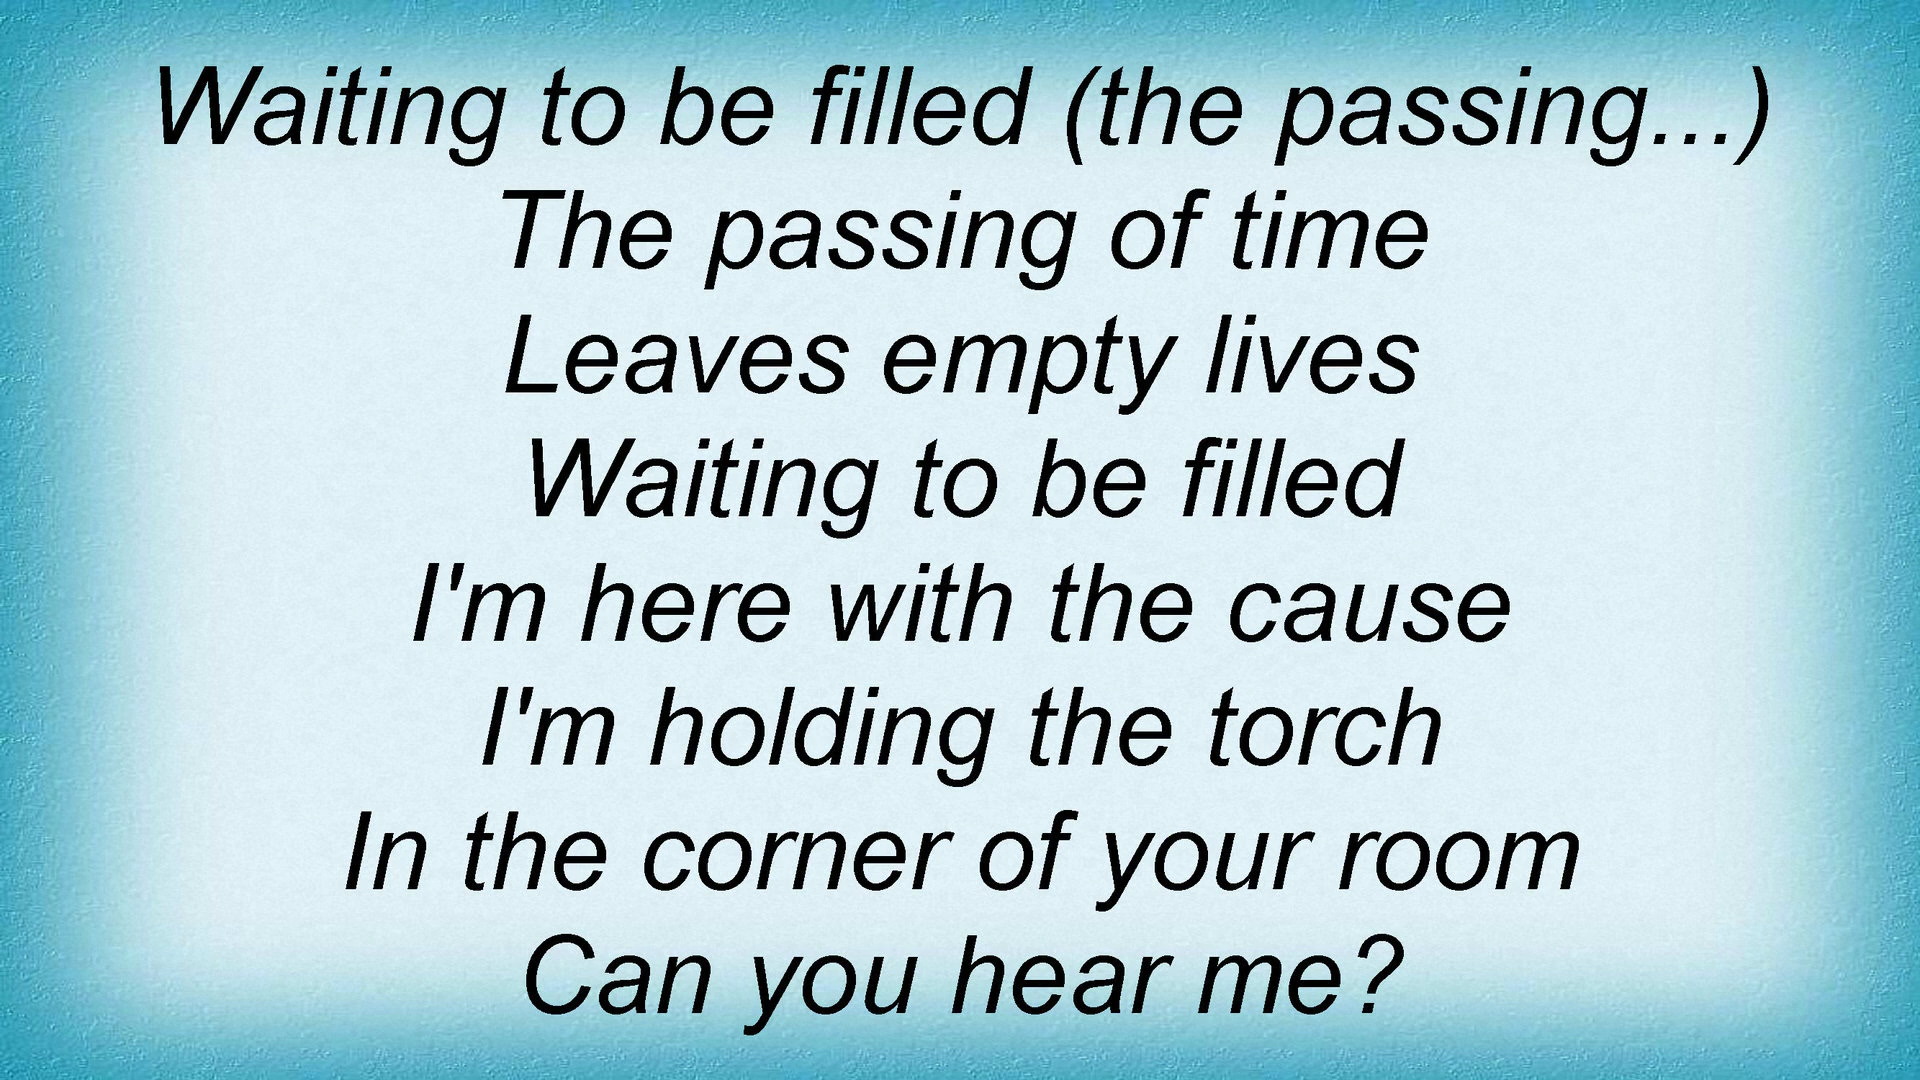 Waiting to be filled (the passing...)
The passing of time
Leaves empty lives
Waiting to be filled
I'm here with the cause
I'm holding the torch
In the corner of your room
Can you hear me?